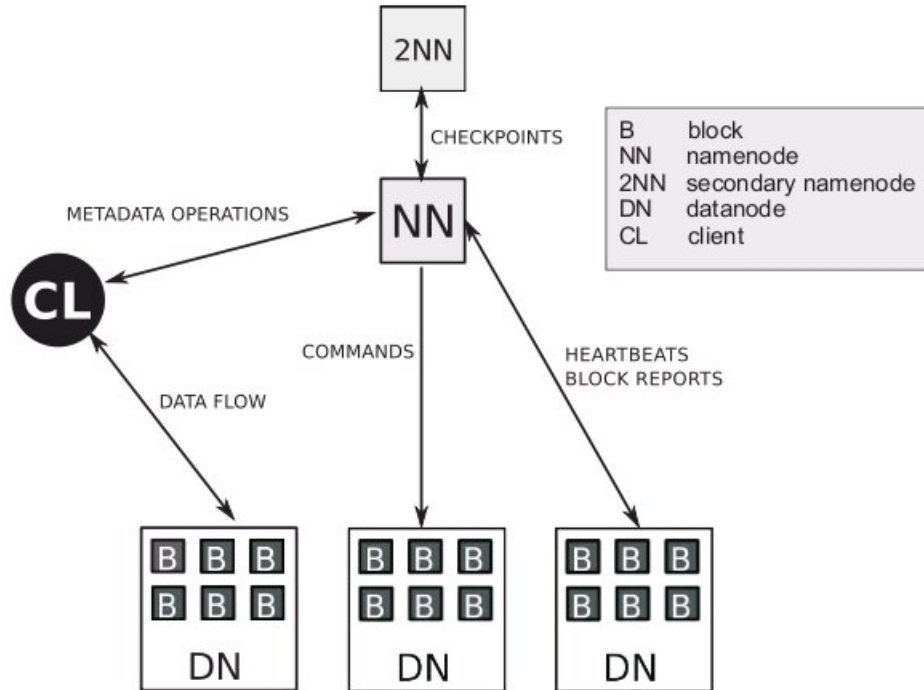 2NN
CHECKPOINTS
B block
NN namenode
2NN secondary namenode
DN datanode
CL client
METADATA OPERATIONS
NN
CL
COMMANDS
HEARTBEATS
BLOCK REPORTS
DATA FLOW
B B B
B B B
DN
B B B
B B B
DN
B B B
B B B
DN